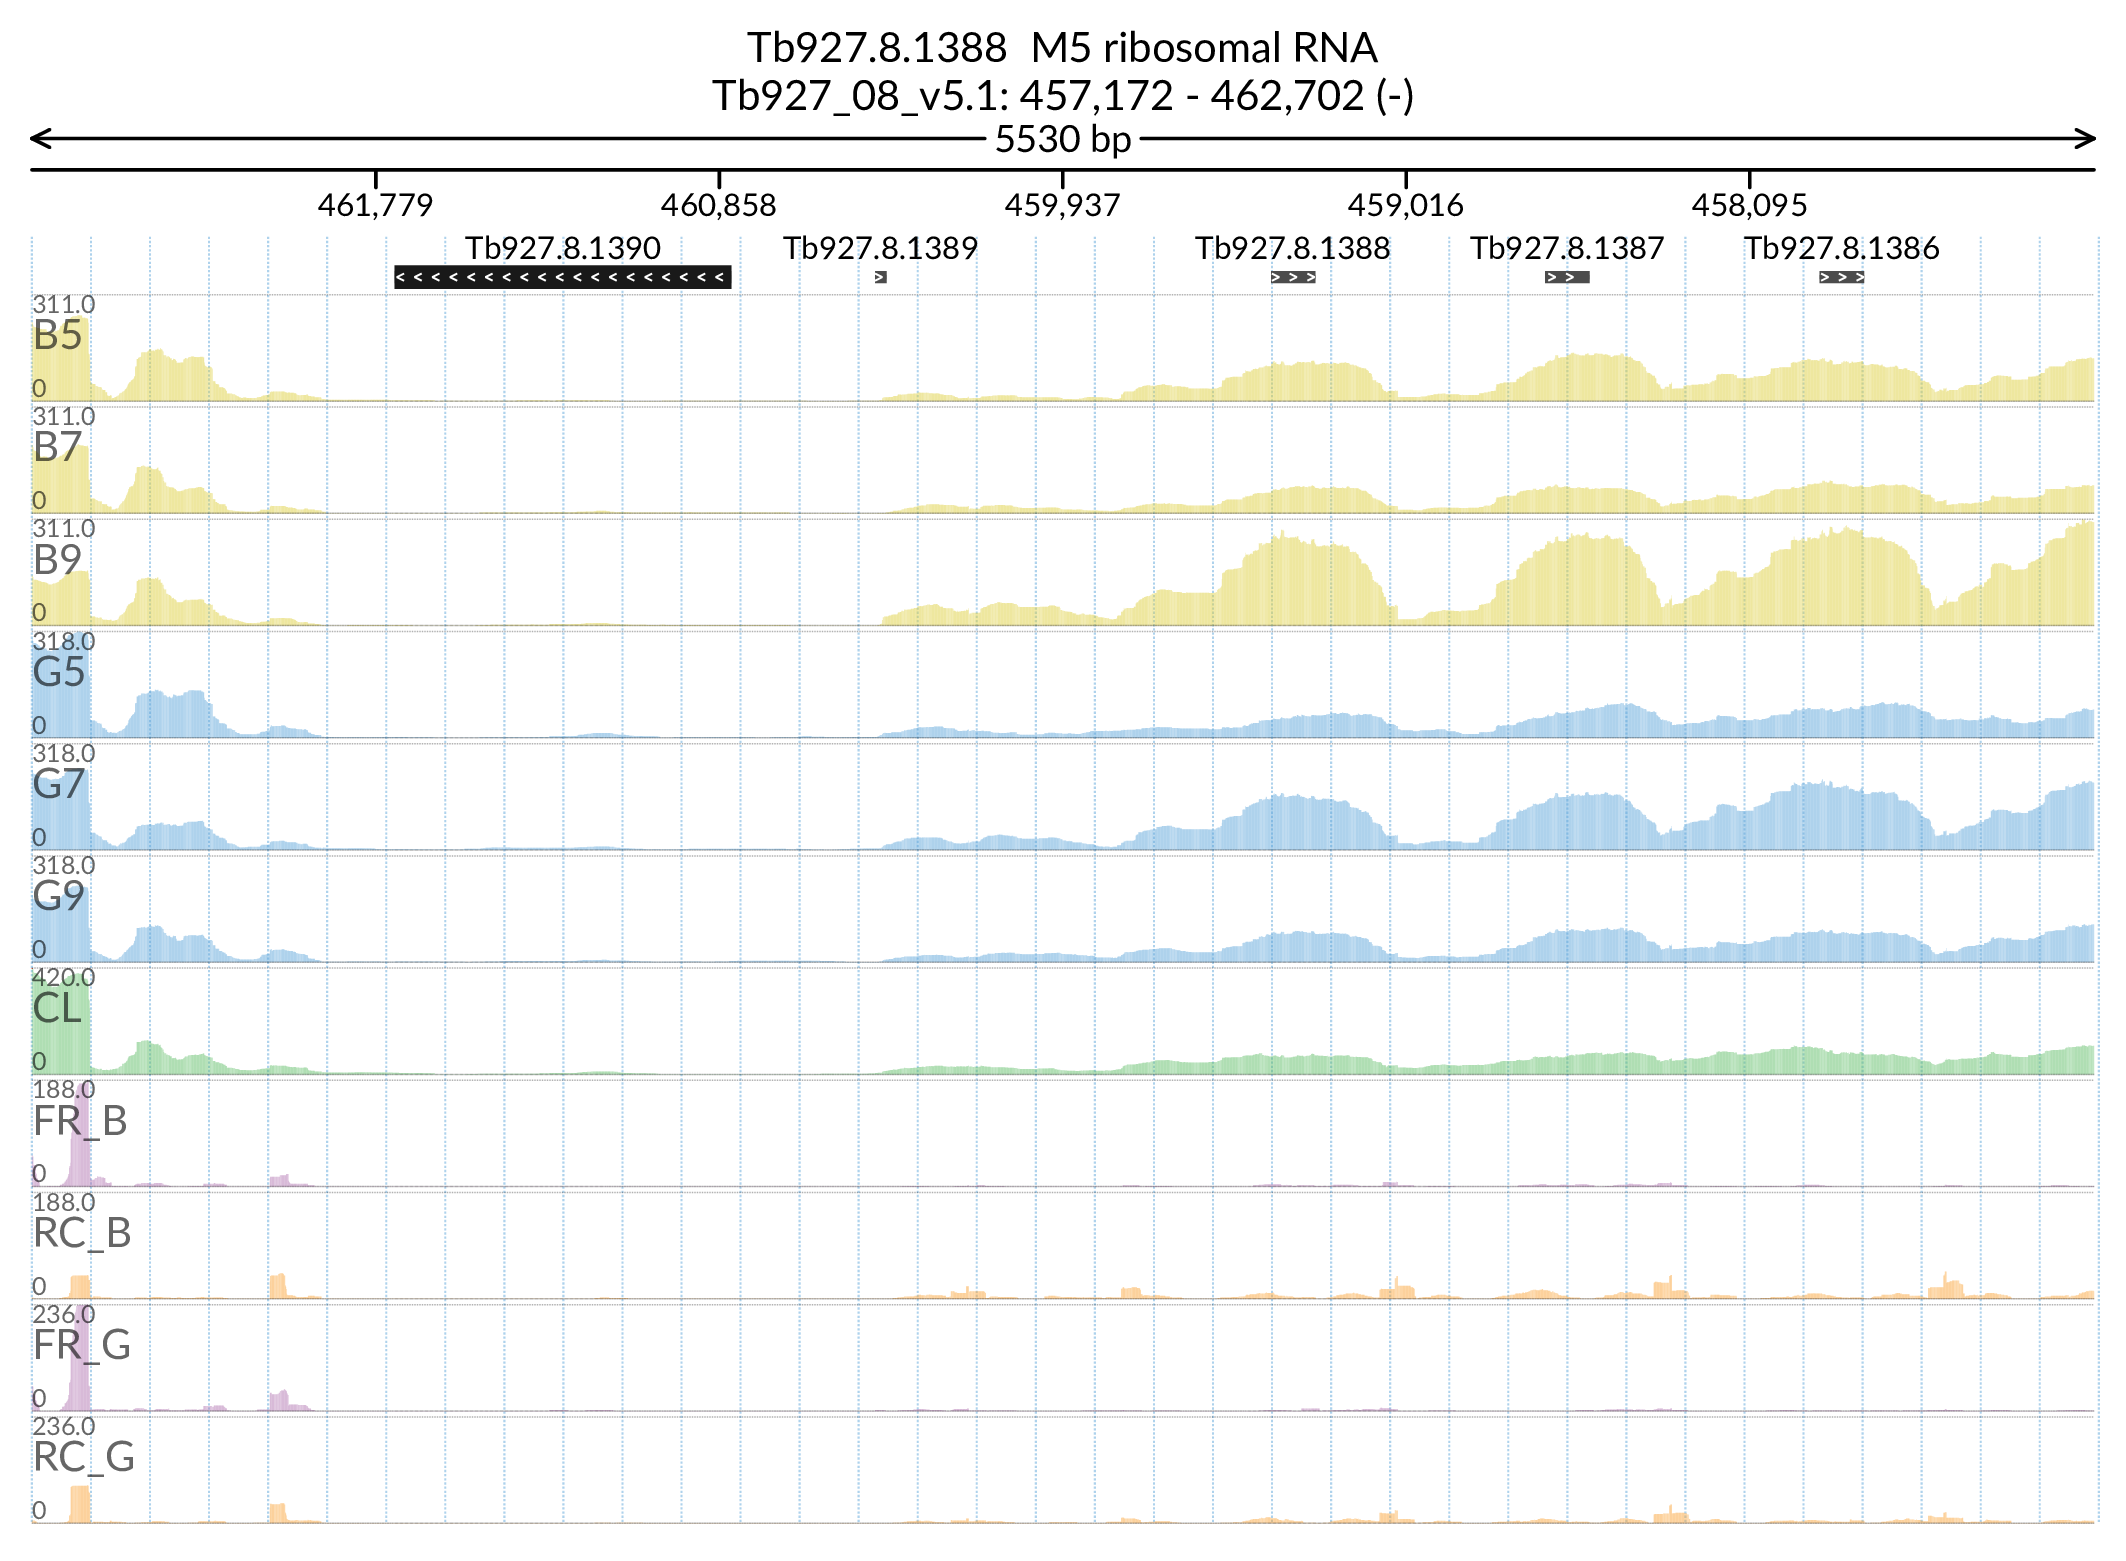 Tb927.8.1388 M5 ribosomal RNA
Tb927_08_v5.1: 457,172 - 462,702 (-)
5530 bp
461,779 460,858 459,937 459,016 458,095
Tb927.8.1390 Tb927.8.1389 Tb927.8.1388 Tb927.8.1387 Tb927.8.1386
311.0
B5
0
311.0
B7
0
311.0
B9
0
318.0
G5
0
318.0
G7
0
318.0
G9
0
420.0
CL
0
188.0
FR_B
0
188.0
RC_B
0
236.0
FR_G
0
236.0
RC_G
0